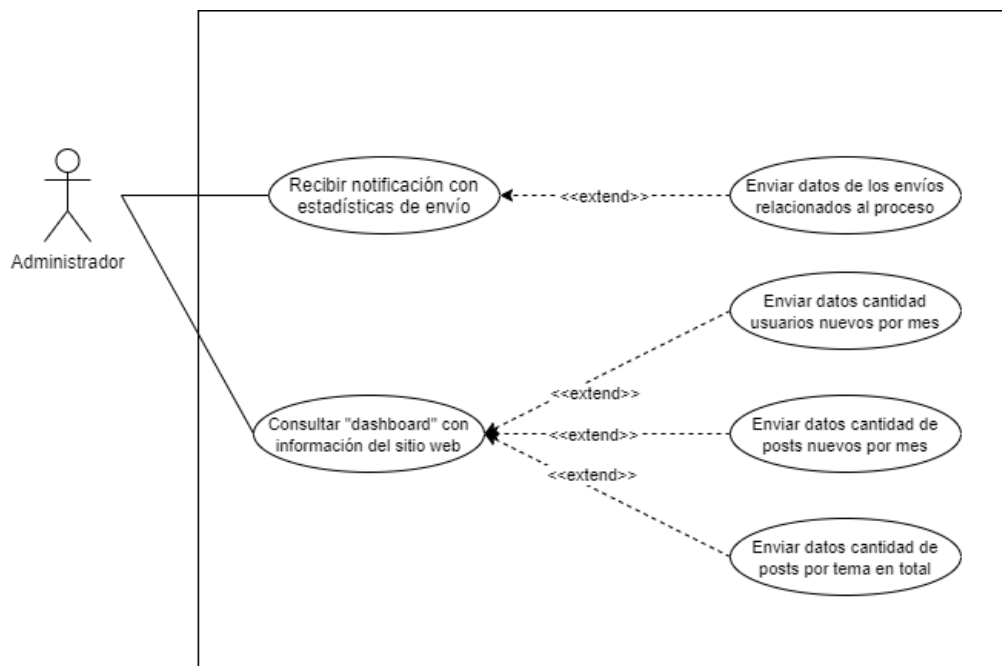 Administrador
Recibir notificación con
estadísticas de envío
<<extend>>
Enviar datos de los envíos
relacionados al proceso
Enviar datos cantidad
usuarios nuevos por mes
<<extend>>
Consultar "dashboard" con
información del sitio web
<<extend>>
Enviar datos cantidad de
posts nuevos por mes
<<extend>>
Enviar datos cantidad de
posts por tema en total